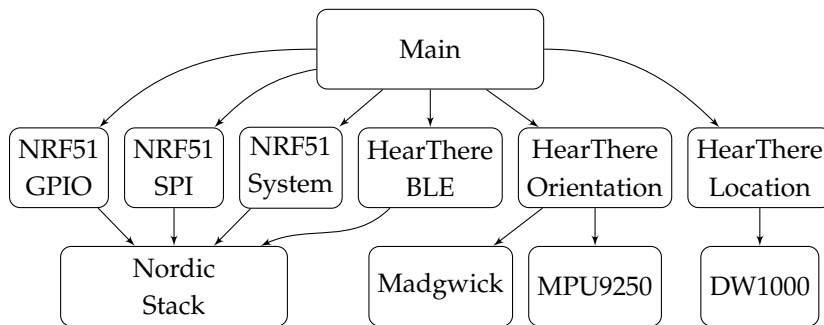 Main
NRF51
GPIO
NRF51
SPI
NRF51
System
HearThere
BLE
HearThere
Orientation
HearThere
Location
Nordic
Stack
Madgwick
MPU9250
DW1000